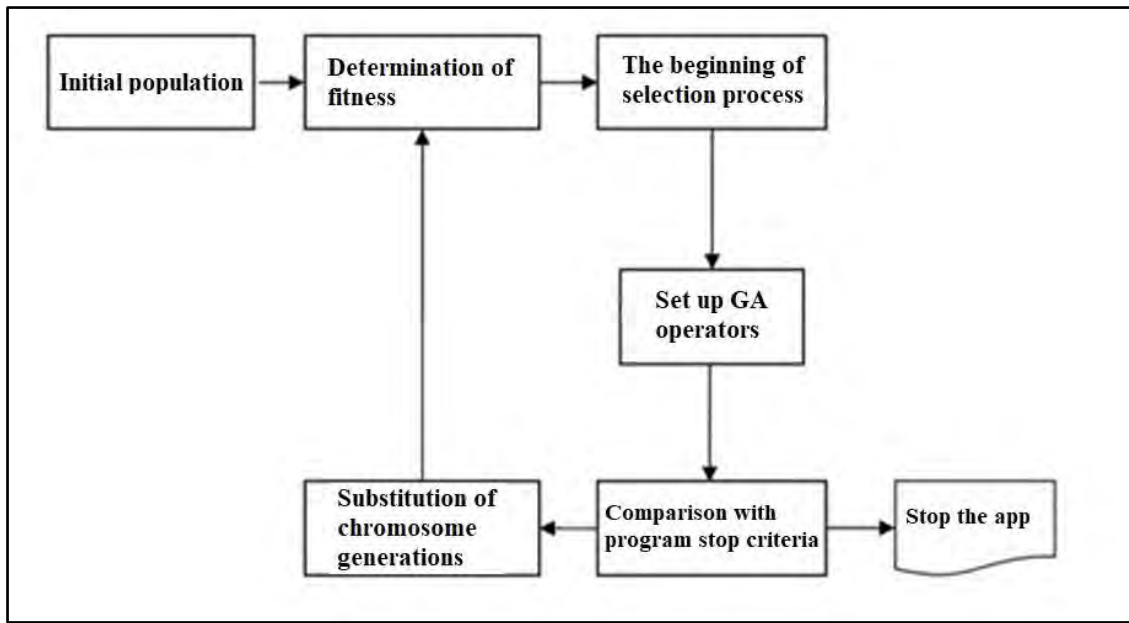 Initial population
Determination of
fitness
The beginning of
selection process
Set up GA
operators
Substitution of
chromosome
generations
Comparison with
program stop criteria
Stop the app